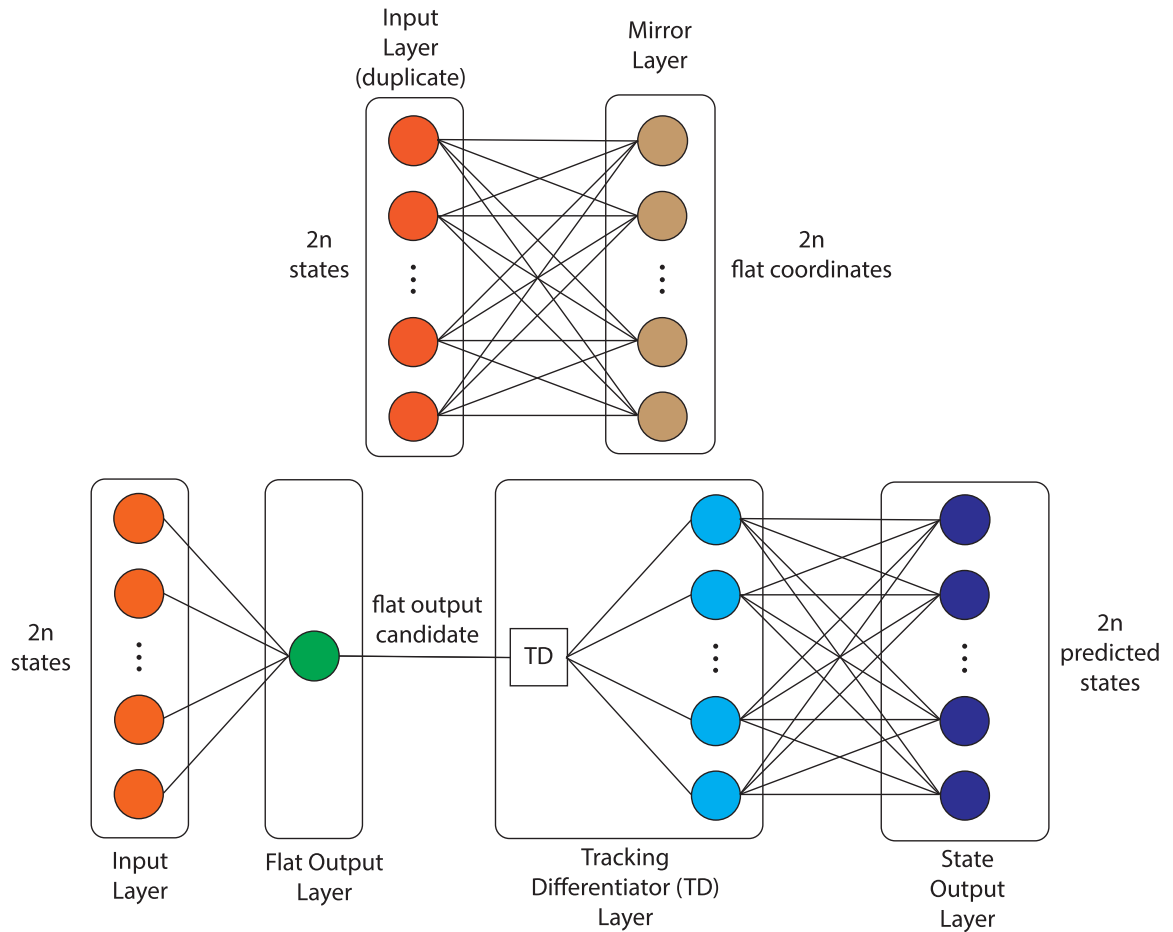 Input
Layer
(duplicate)
Mirror
Layer
2n
states
2n
flat coordinates
2n
states
flat output
candidate
TD
2n
predicted
states
Input
Layer
Flat Output
Layer
Tracking
Differentiator (TD)
Layer
State
Output
Layer